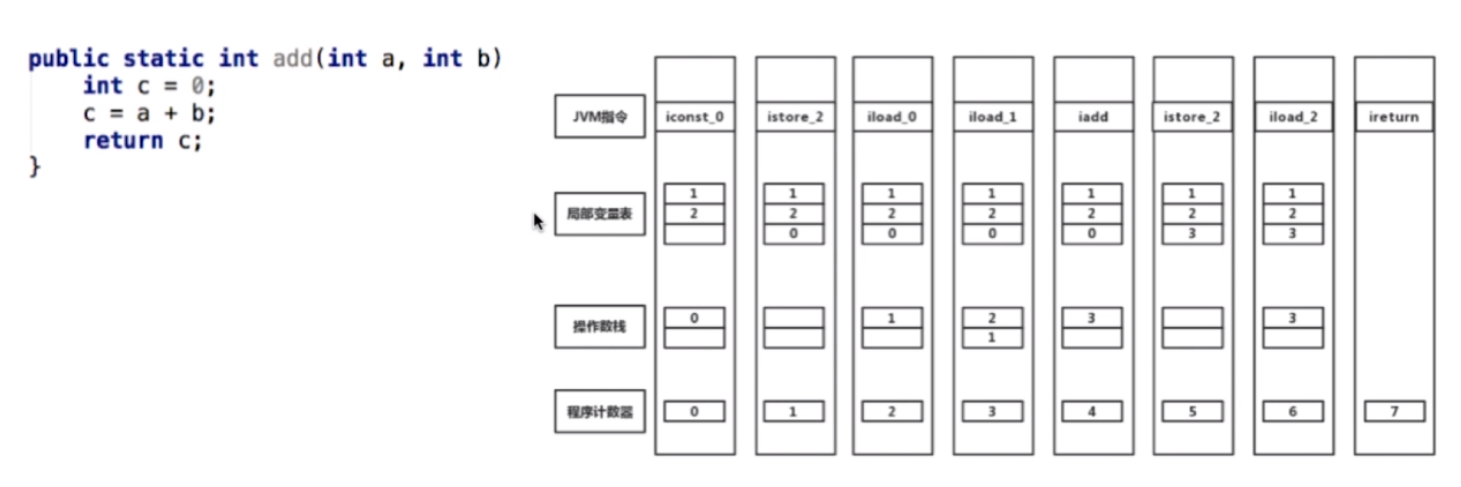 public static int add(int a, int b)
int c = 0;
c = a + b;
return c;
}
JVM指令 iconst_0 istore_2 iload_0 iload_1 iadd istore_2 iload_2 ireturn
局部变量表
1 1 1 1 1 1 1
2 2 2 2 2 2 2
0 0 0 0 3 3
操作数栈
0 1 2 3 3
1
程序计数器 0 1 2 3 4 5 6 7